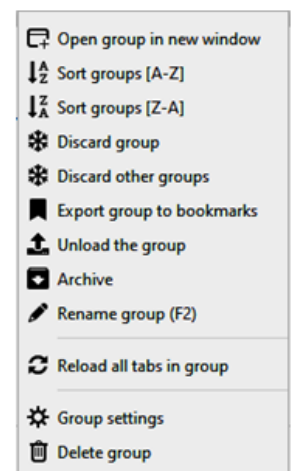 Open group in new window
Sort groups [A-Z]
Sort groups [Z-A]
Discard group
Discard other groups
Export group to bookmarks
Unload the group
Archive
Rename group (F2)
Reload all tabs in group
Group settings
Delete group